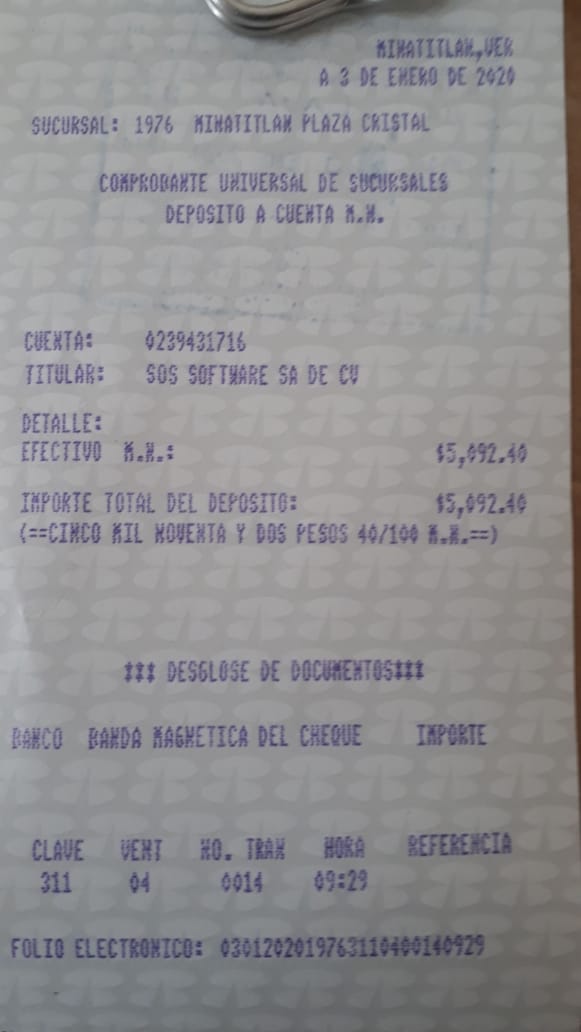 MINATITLAN,VER
A 3 DE ENERO DE 2020
SUCURSAL: 1976 MINATITLAN PLAZA CRISTAL
COMPROBANTE UNIVERSAL DE SUCURSALES
DEPOSITO A CUENTA M.N.
CUENTA: 0239431716
TITULAR: SOS SOFTWARE SA DE CV
DETALLE:
EFECTIVO M.N.: $5,092.40
IMPORTE TOTAL DEL DEPOSITO: $5,092.40
(==CINCO MIL NOVENTA Y DOS PESOS 40/100 M.N.==)
*** DESGLOSE DE DOCUMENTOS***
BANCO BANDA MAGNETICA DEL CHEQUE IMPORTE
CLAVE VENT NO. TRAN HORA REFERENCIA
311 04 0014 09:29
FOLIO ELECTRONICO: 0301202019763110400140929